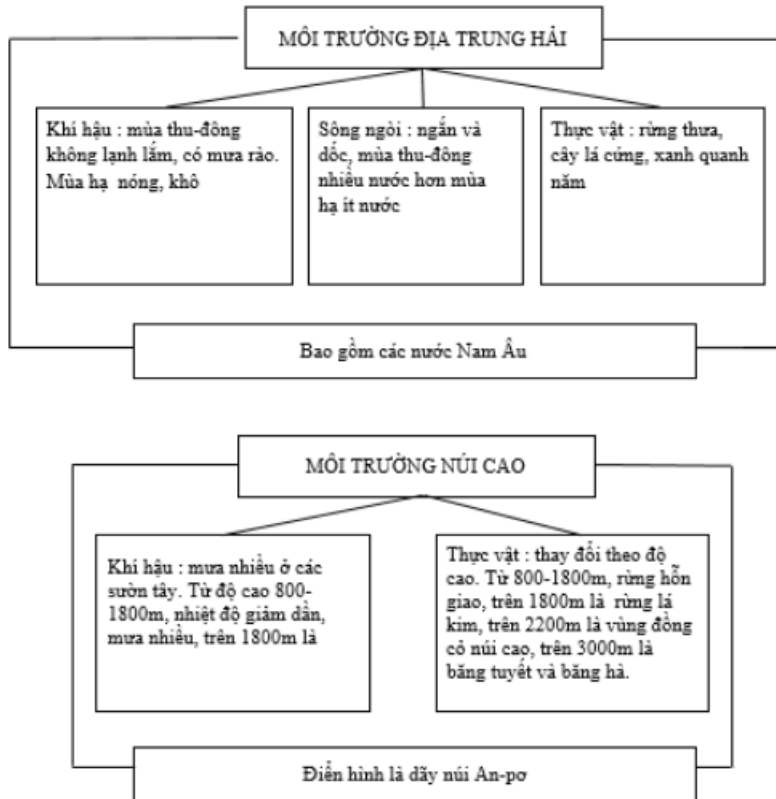 MÔI TRƯỜNG ĐỊA TRUNG HẢI
Khí hậu : mùa thu-đông
không lạnh lắm, có mưa rào.
Mùa hạ nóng, khô
Sông ngòi : ngắn và
dốc, mùa thu-đông
nhiều nước hơn mùa
hạ ít nước
Thực vật : rừng thưa,
cây lá cứng, xanh quanh
năm
Bao gồm các nước Nam Âu
MÔI TRƯỜNG NÚI CAO
Khí hậu : mưa nhiều ở các
sườn tây. Từ độ cao 800-
1800m, nhiệt độ giảm dần,
mưa nhiều, trên 1800m là
Thực vật : thay đổi theo độ
cao. Từ 800-1800m, rừng hỗn
giao, trên 1800m là rừng lá
kim, trên 2200m là vùng đồng
cỏ núi cao, trên 3000m là
băng tuyết và băng hà.
Điển hình là dãy núi An-pơ